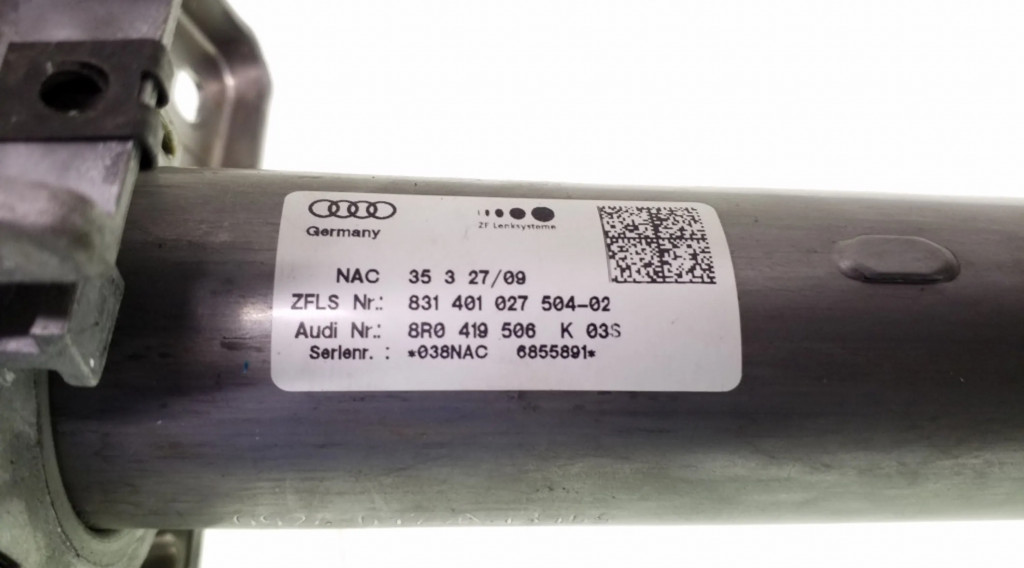 Germany
ZF Lenksysteme
NAC 35 3 27/09
ZFLS Nr.: 831 401 027 504-02
Audi Nr.: 8R0 419 506 K 03S
Serienr. : *038NAC 6855891*